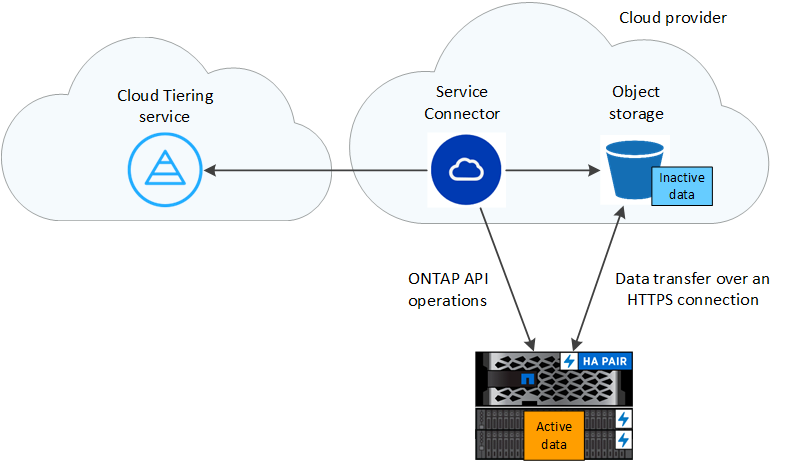 Cloud provider
Cloud Tiering
service
Service
Connector
Object
storage
Inactive
data
ONTAP API
operations
Data transfer over an
HTTPS connection
HA PAIR
Active
data